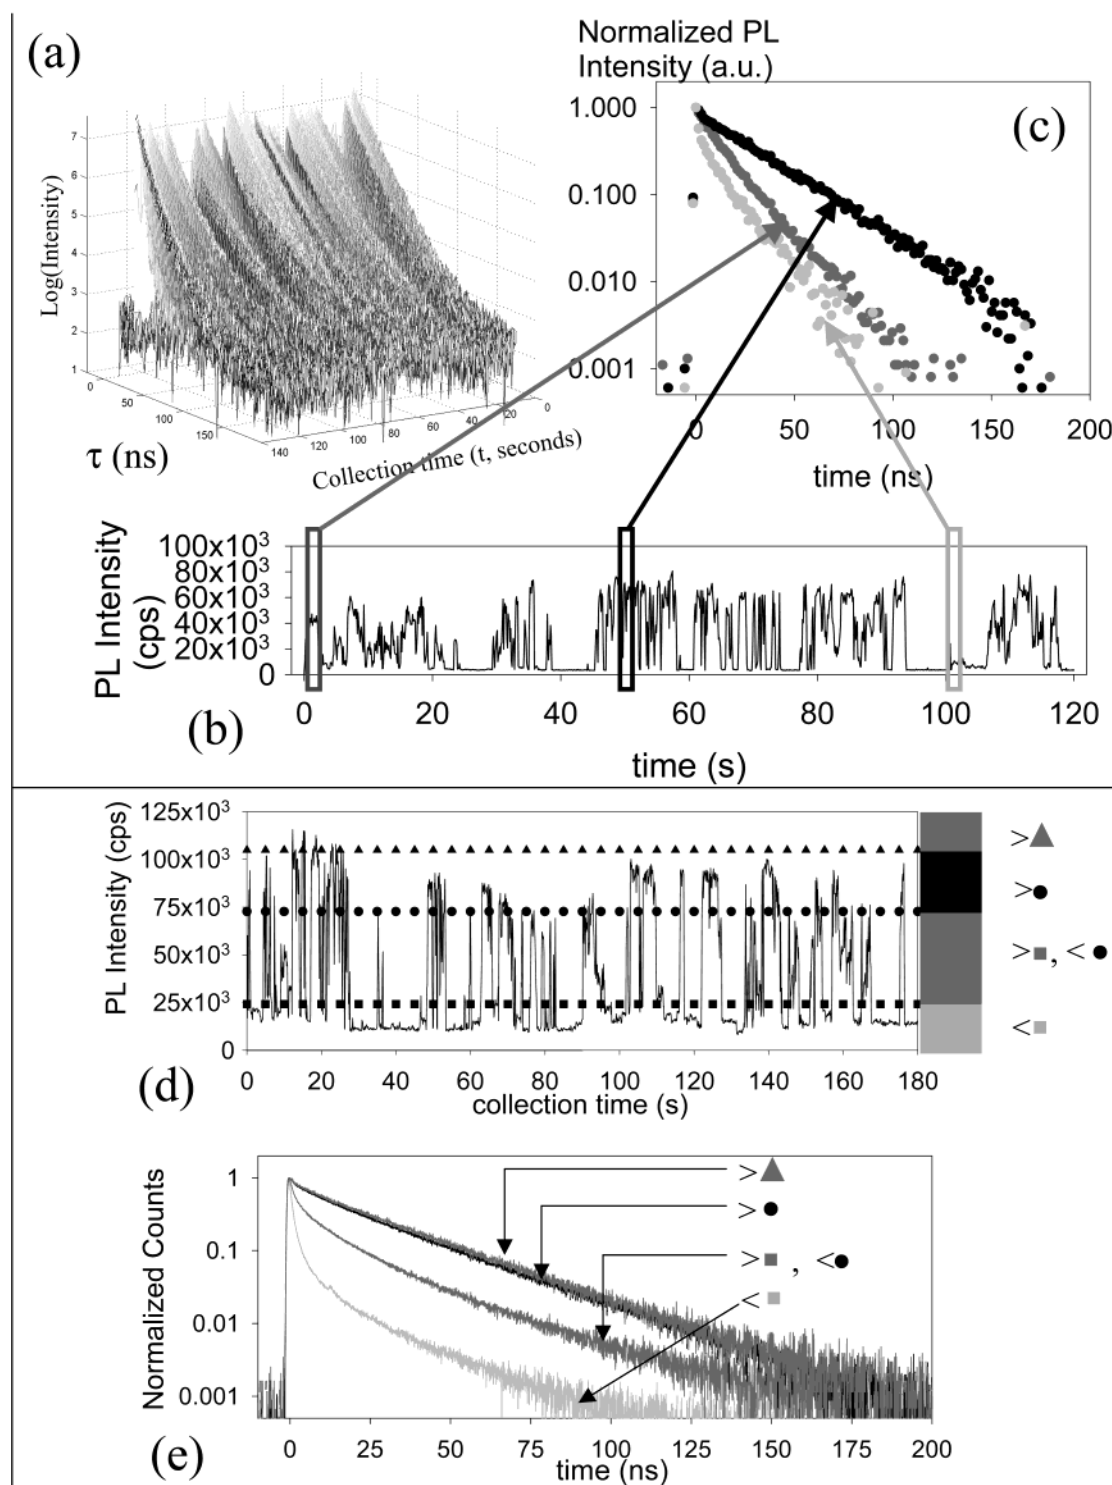 (a)
Log(Intensity)
7
6
5
4
3
2
1
0
50
100
150
τ (ns)
140
120
100
80
60
40
20
0
Collection time (t, seconds)
Normalized PL
Intensity (a.u.)
(c)
1.000
0.100
0.010
0.001
0 50 100 150 200
time (ns)
PL Intensity
(cps)
100x10³
80x10³
60x10³
40x10³
20x10³
0
0 20 40 60 80 100 120
(b)
time (s)
PL Intensity (cps)
125x10³
100x10³
75x10³
50x10³
25x10³
0
0 20 40 60 80 100 120 140 160 180
collection time (s)
(d)
>▲
>●
>■, <●
<■
Normalized Counts
1
0.1
0.01
0.001
>▲
>●
>■, <●
<■
0 25 50 75 100 125 150 175 200
time (ns)
(e)